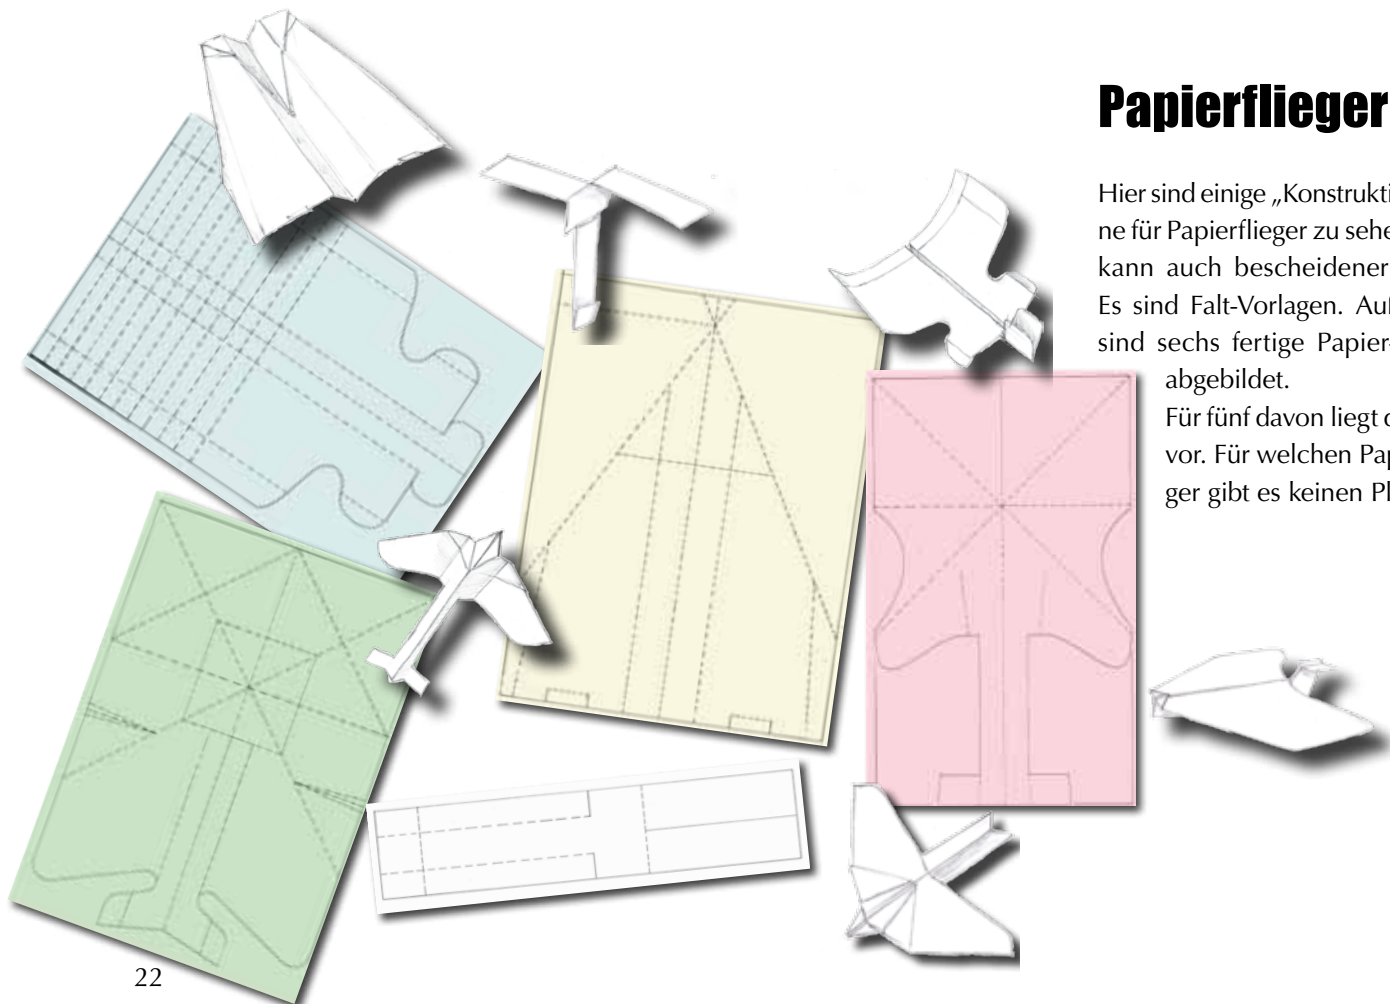 Papierflieger
Hier sind einige „Konstrukti
ne für Papierflieger zu sehe
kann auch bescheidener
Es sind Falt-Vorlagen. Auß
sind sechs fertige Papier-
abgebildet.
Für fünf davon liegt d
vor. Für welchen Pap
ger gibt es keinen Pl
22